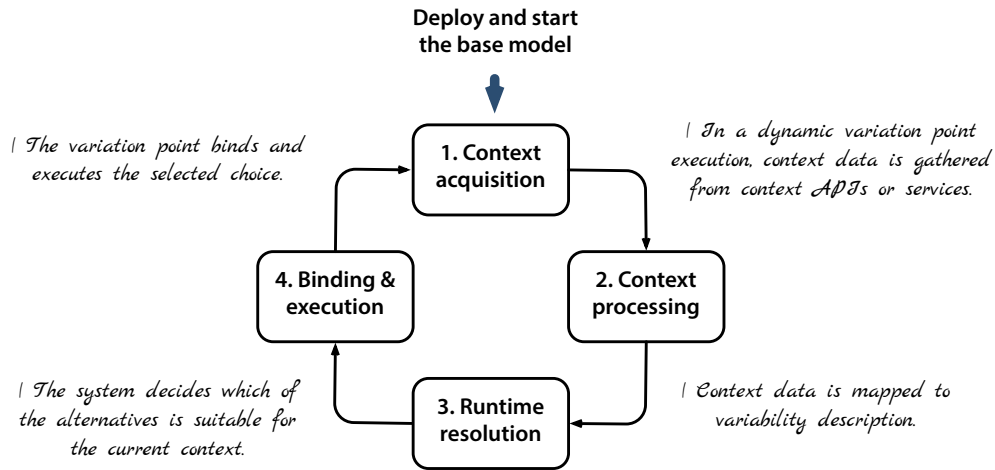 Deploy and start
the base model
1. Context
acquisition
| In a dynamic variation point
execution, context data is gathered
from context APIs or services.
2. Context
processing
| Context data is mapped to
variability description.
3. Runtime
resolution
| The system decides which of
the alternatives is suitable for
the current context.
4. Binding &
execution
| The variation point binds and
executes the selected choice.